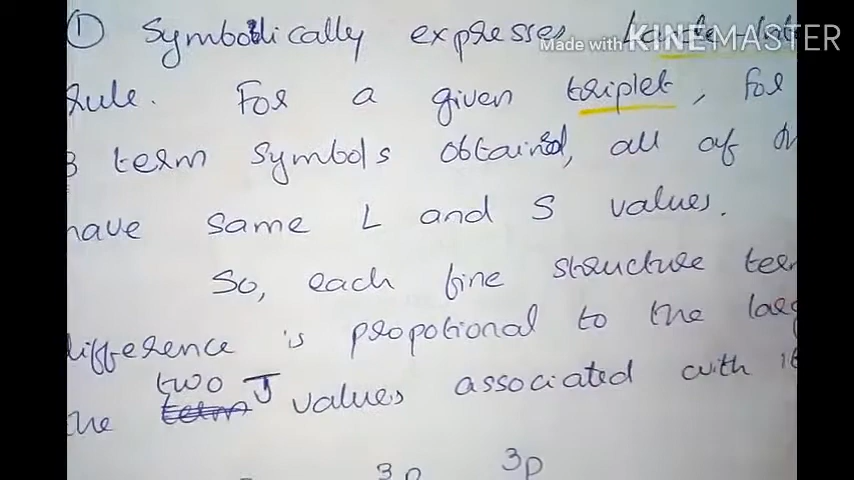 ① Symbolically expresses
Made with KINEMASTER
rule. For a given triplet, for
3 term symbols obtained, all of
have same L and S values.
So, each fine structure
difference is propotional to the
two J
the values associated with
3p 3p